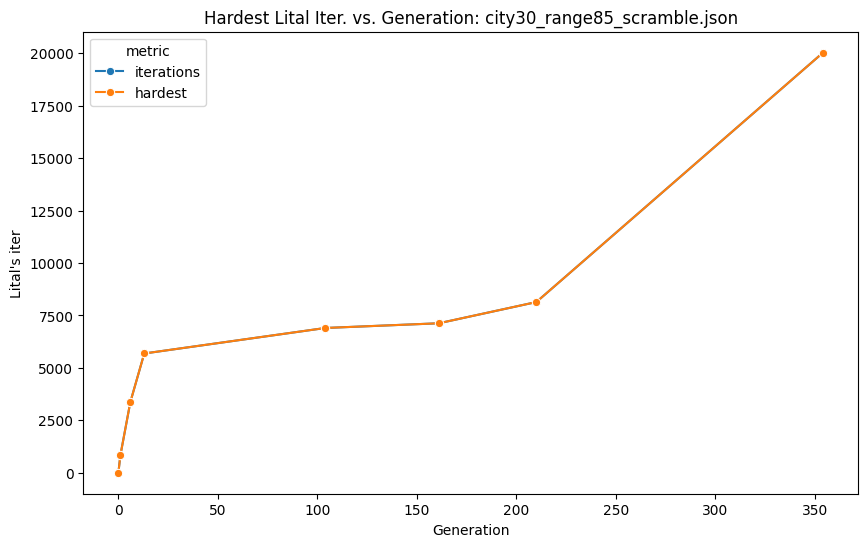 Hardest Lital Iter. vs. Generation: city30_range85_scramble.json
metric
iterations
hardest
20000
17500
15000
12500
10000
7500
5000
2500
0
Lital's iter
0 50 100 150 200 250 300 350
Generation